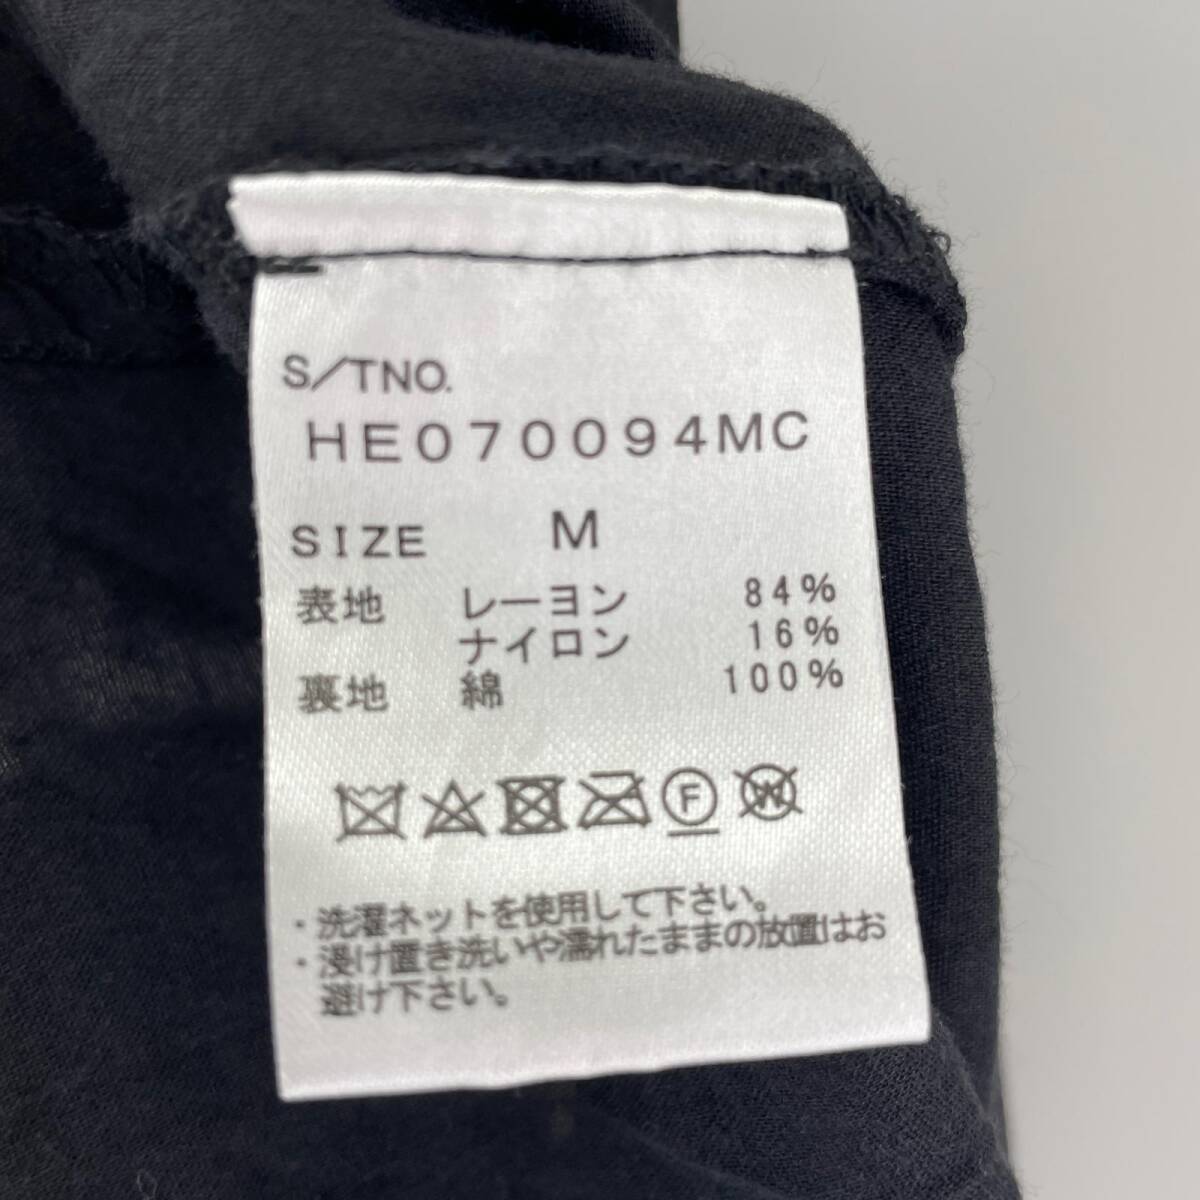 S/TNO.
HE070094MC
SIZE M
表地 レーヨン 84%
ナイロン 16%
裏地 綿 100%
F W
・洗濯ネットを使用して下さい。
・浸け置き洗いや濡れたままの放置はお
避け下さい。